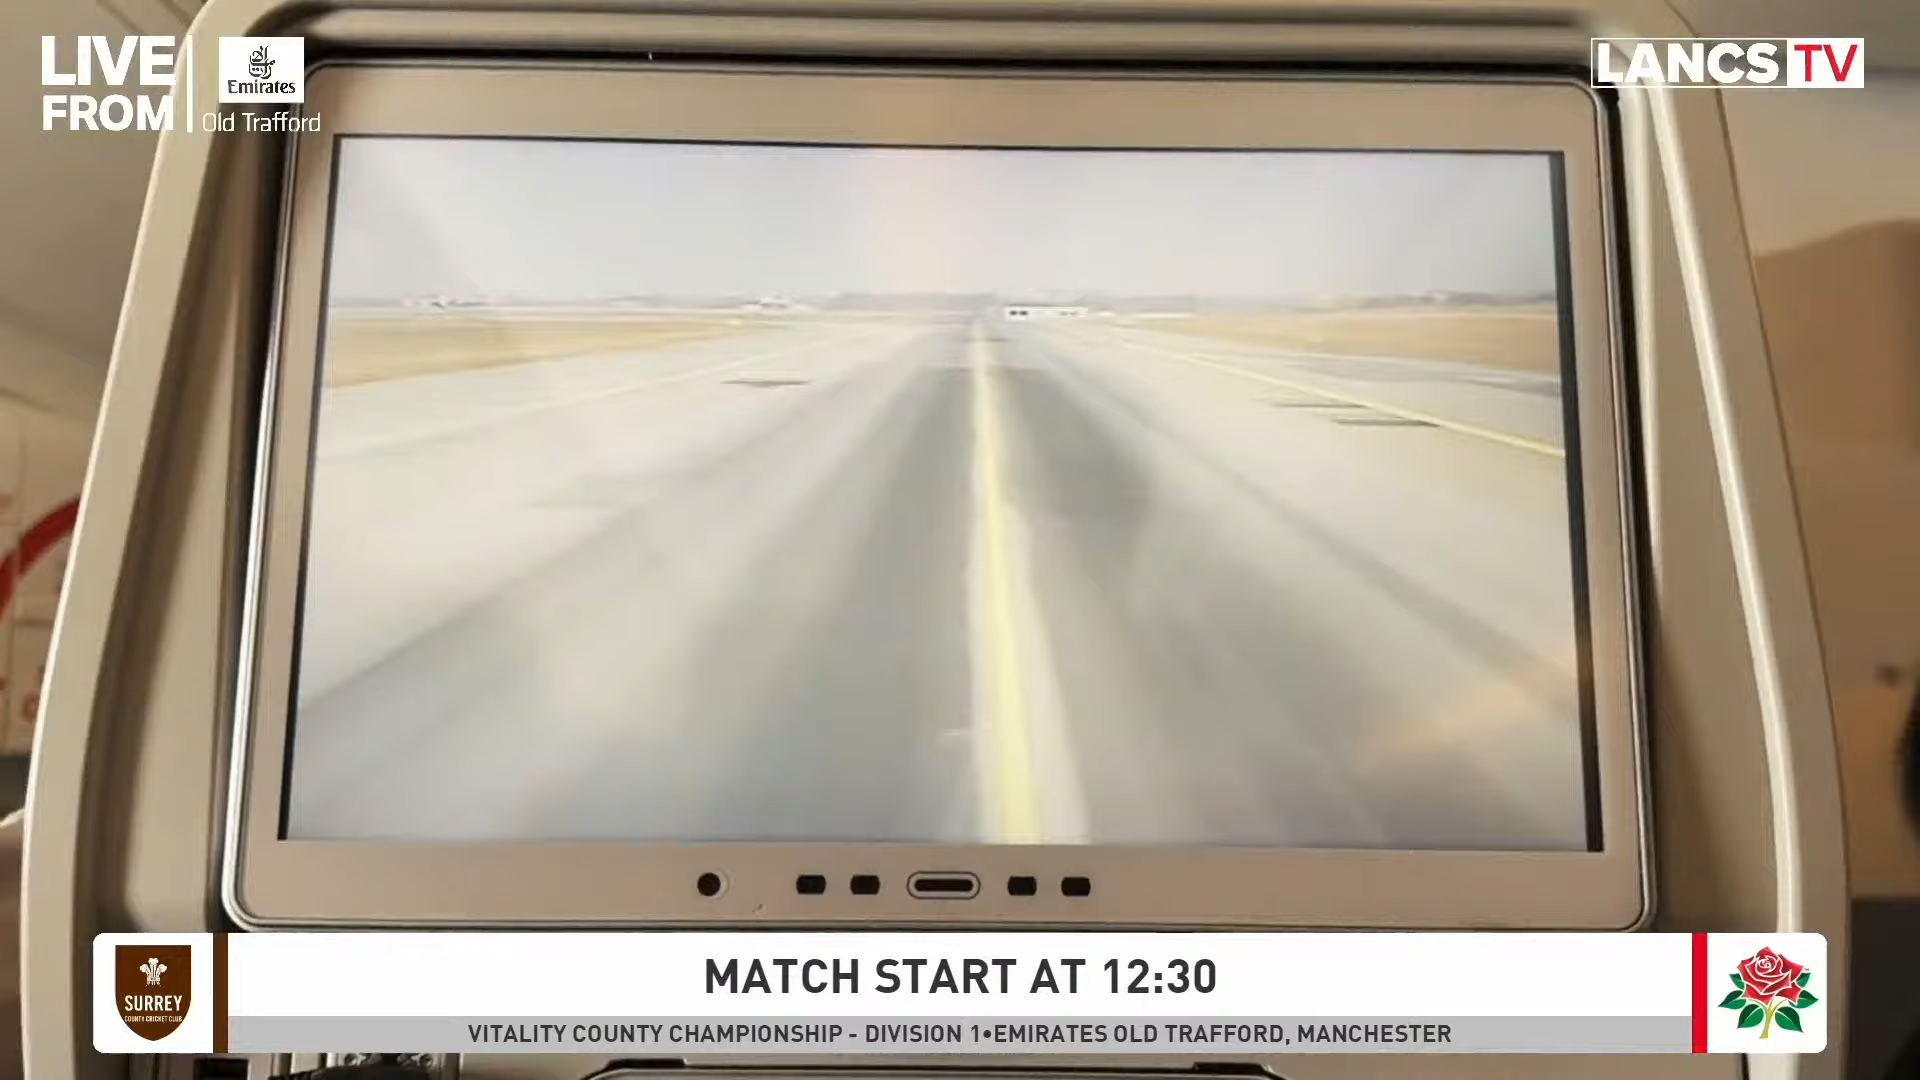 LIVE
FROM
Emirates
Old Trafford
LANCS TV
MATCH START AT 12:30
SURREY
COUNTY CRICKET CLUB
VITALITY COUNTY CHAMPIONSHIP - DIVISION 1•EMIRATES OLD TRAFFORD, MANCHESTER